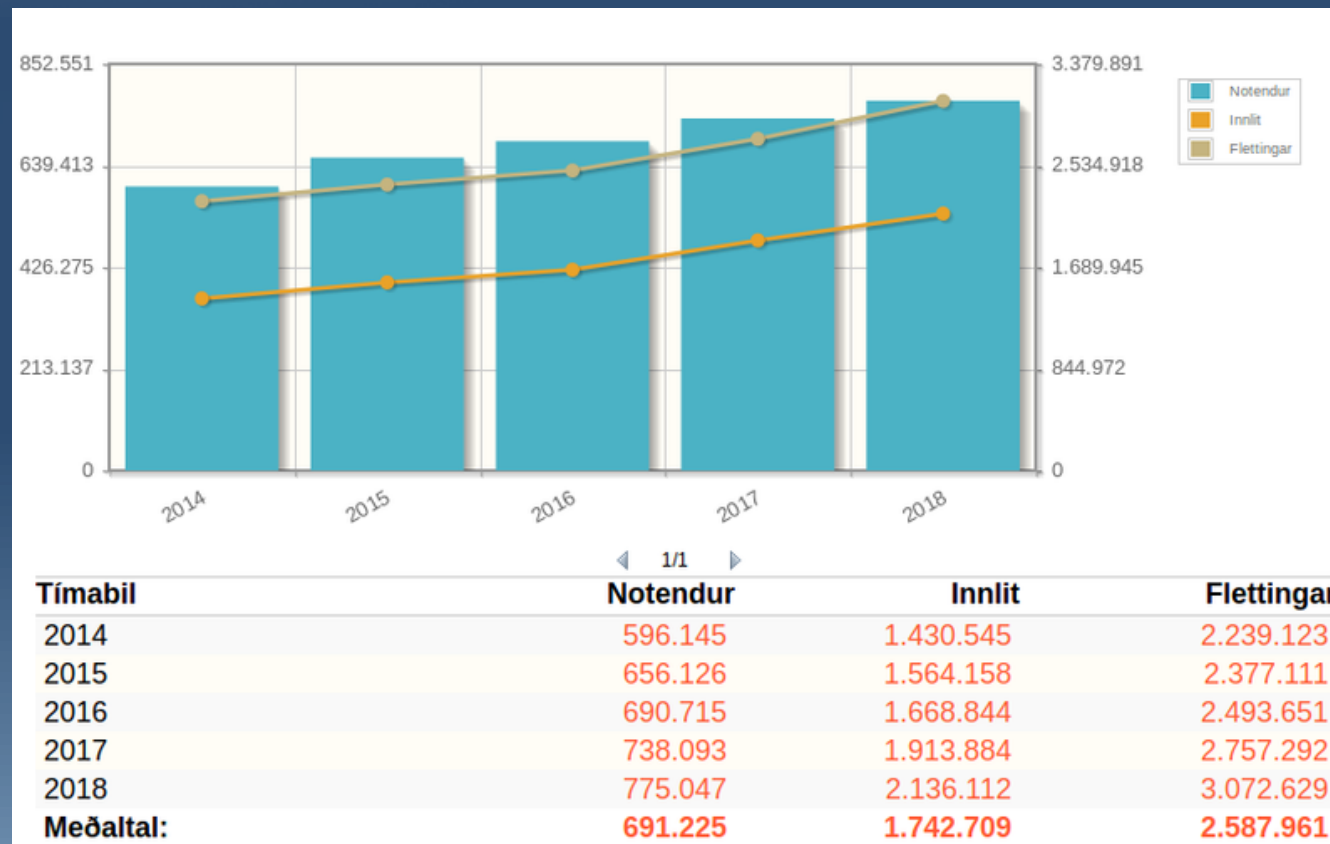 852.551 3.379.891
Notendur
Innlit
Flettingar
639.413 2.534.918
426.275 1.689.945
213.137 844.972
0 0
2014 2015 2016 2017 2018
1/1
Tímabil Notendur Innlit Flettingar
2014 596.145 1.430.545 2.239.123
2015 656.126 1.564.158 2.377.111
2016 690.715 1.668.844 2.493.651
2017 738.093 1.913.884 2.757.292
2018 775.047 2.136.112 3.072.629
Meðaltal: 691.225 1.742.709 2.587.961